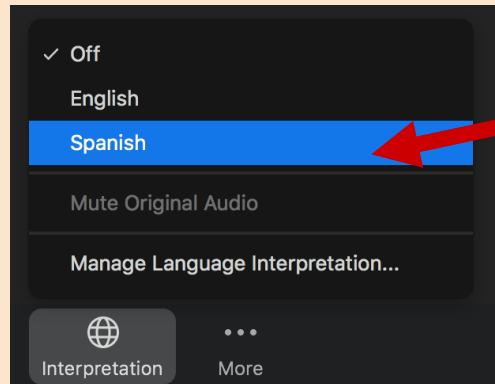 ✓ Off
English
Spanish
Mute Original Audio
Manage Language Interpretation...
Interpretation
More